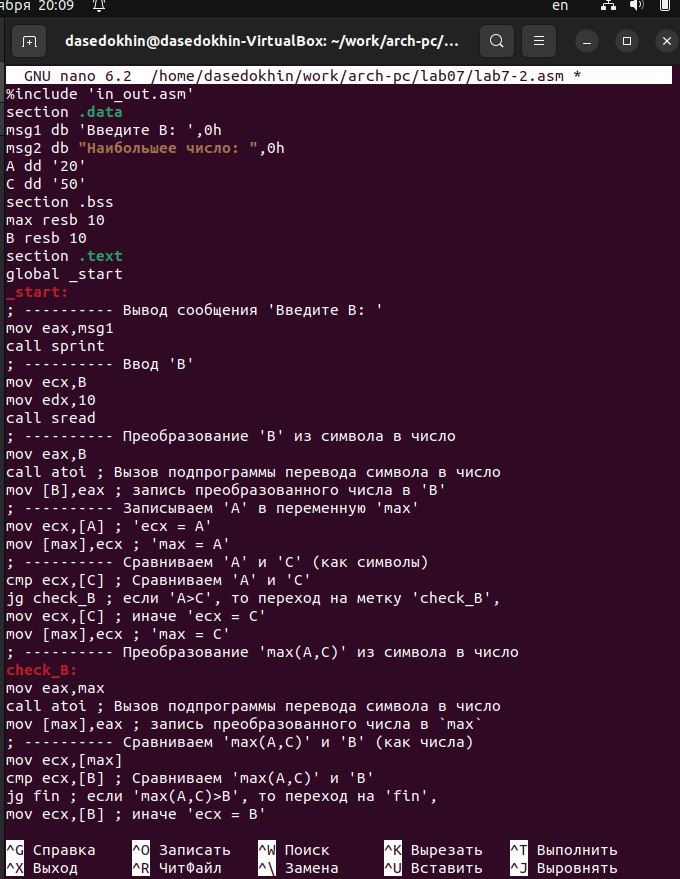 ября 20:09 en
dasedokhin@dasedokhin-VirtualBox: ~/work/arch-pc/...
GNU nano 6.2 /home/dasedokhin/work/arch-pc/lab07/lab7-2.asm *
%include 'in_out.asm'
section .data
msg1 db 'Введите B: ',0h
msg2 db "Наибольшее число: ",0h
A dd '20'
C dd '50'
section .bss
max resb 10
B resb 10
section .text
global _start
_start:
; ---------- Вывод сообщения 'Введите B: '
mov eax,msg1
call sprint
; ---------- Ввод 'B'
mov ecx,B
mov edx,10
call sread
; ---------- Преобразование 'B' из символа в число
mov eax,B
call atoi ; Вызов подпрограммы перевода символа в число
mov [B],eax ; запись преобразованного числа в 'B'
; ---------- Записываем 'A' в переменную 'max'
mov ecx,[A] ; 'ecx = A'
mov [max],ecx ; 'max = A'
; ---------- Сравниваем 'A' и 'С' (как символы)
cmp ecx,[C] ; Сравниваем 'A' и 'С'
jg check_B ; если 'A>C', то переход на метку 'check_B',
mov ecx,[C] ; иначе 'ecx = C'
mov [max],ecx ; 'max = C'
; ---------- Преобразование 'max(A,C)' из символа в число
check_B:
mov eax,max
call atoi ; Вызов подпрограммы перевода символа в число
mov [max],eax ; запись преобразованного числа в `max`
; ---------- Сравниваем 'max(A,C)' и 'B' (как числа)
mov ecx,[max]
cmp ecx,[B] ; Сравниваем 'max(A,C)' и 'B'
jg fin ; если 'max(A,C)>B', то переход на 'fin',
mov ecx,[B] ; иначе 'ecx = B'
^G Справка ^O Записать ^W Поиск ^K Вырезать ^T Выполнить
^X Выход ^R ЧитФайл ^\ Замена ^U Вставить ^J Выровнять